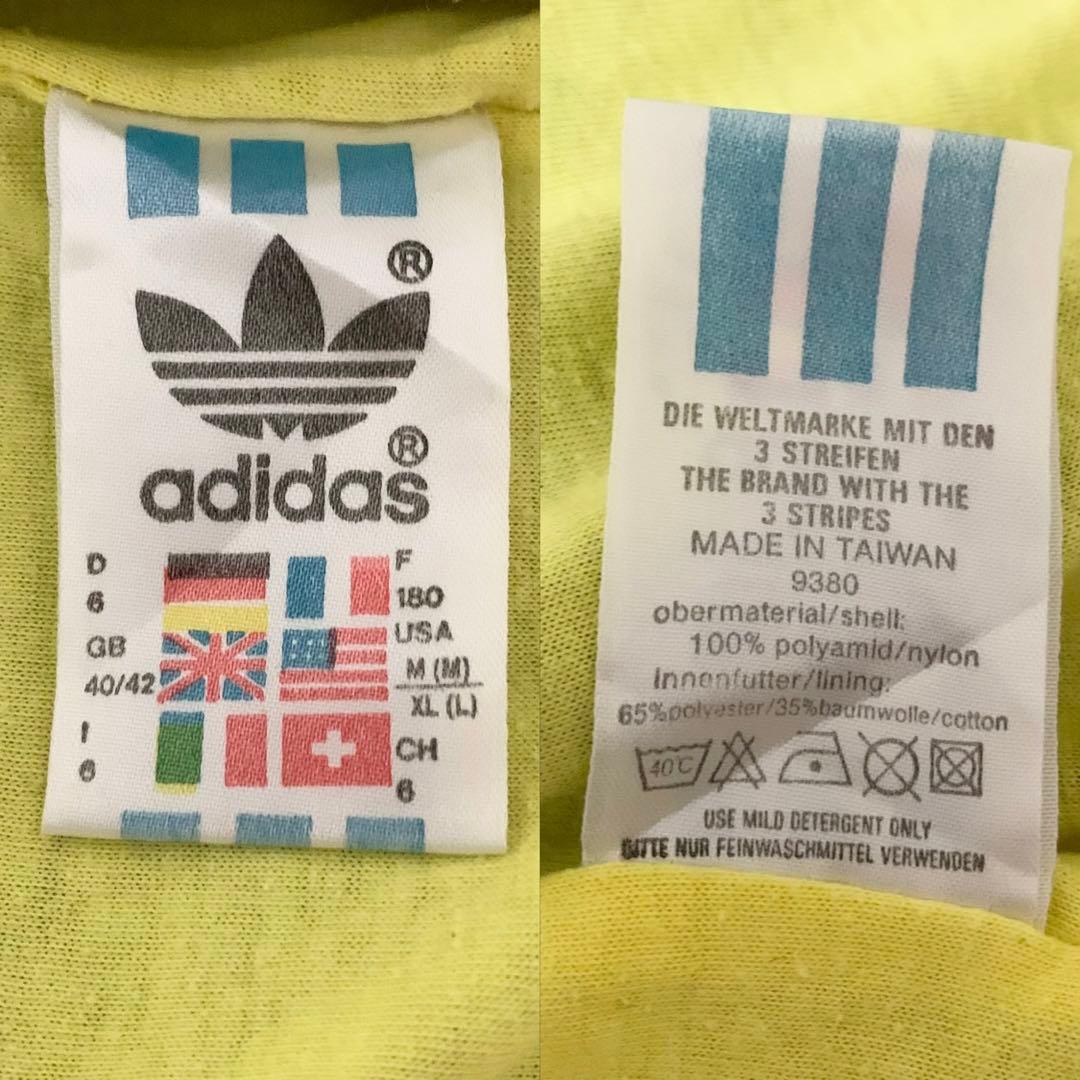 ®
®
adidas
D
6
F
180
GB
40/42
USA
M (M)
XL (L)
I
6
CH
6
DIE WELTMARKE MIT DEN
3 STREIFEN
THE BRAND WITH THE
3 STRIPES
MADE IN TAIWAN
9380
obermaterial/shell:
100% polyamid/nylon
innenfutter/lining:
65%polyester/35%baumwolle/cotton
40°C
USE MILD DETERGENT ONLY
BITTE NUR FEINWASCHMITTEL VERWENDEN